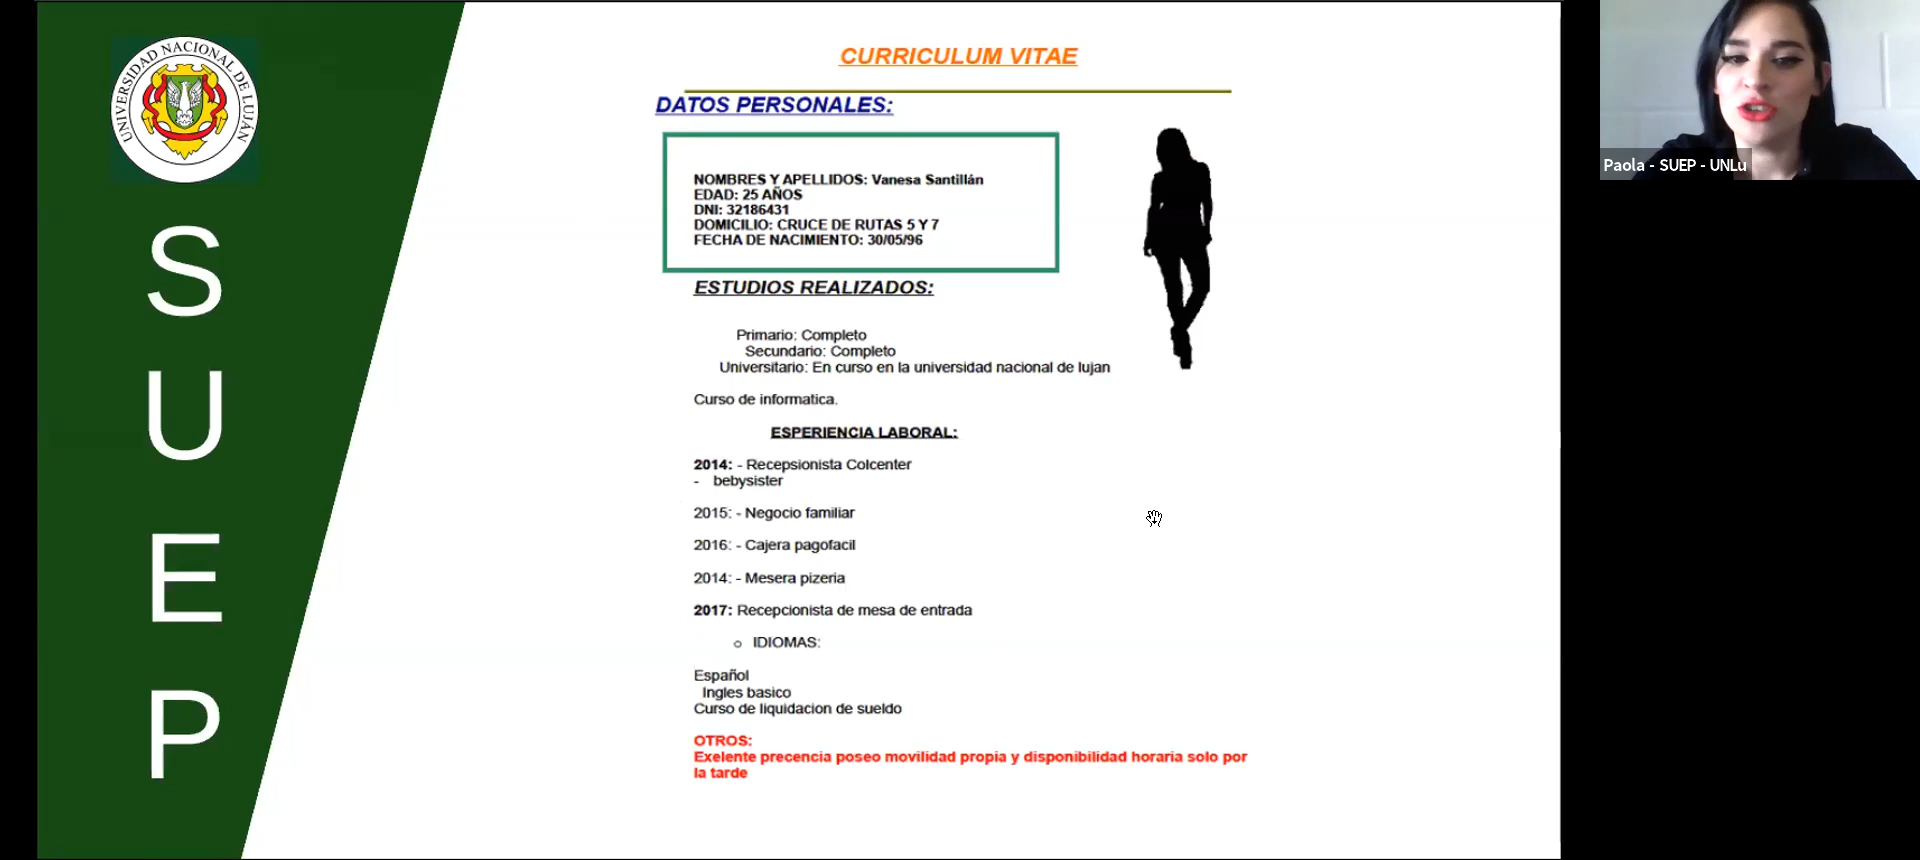 UNIVERSIDAD NACIONAL DE LUJÁN
S
U
E
P
CURRICULUM VITAE
DATOS PERSONALES:
NOMBRES Y APELLIDOS: Vanesa Santillán
EDAD: 25 AÑOS
DNI: 32186431
DOMICILIO: CRUCE DE RUTAS 5 Y 7
FECHA DE NACIMIENTO: 30/05/96
ESTUDIOS REALIZADOS:
Primario: Completo
Secundario: Completo
Universitario: En curso en la universidad nacional de lujan
Curso de informatica.
ESPERIENCIA LABORAL:
2014: - Recepsionista Colcenter
- bebysister
2015: - Negocio familiar
2016: - Cajera pagofacil
2014: - Mesera pizeria
2017: Recepcionista de mesa de entrada
o IDIOMAS:
Español
Ingles basico
Curso de liquidacion de sueldo
OTROS:
Exelente precencia poseo movilidad propia y disponibilidad horaria solo por
la tarde
Paola - SUEP - UNLu